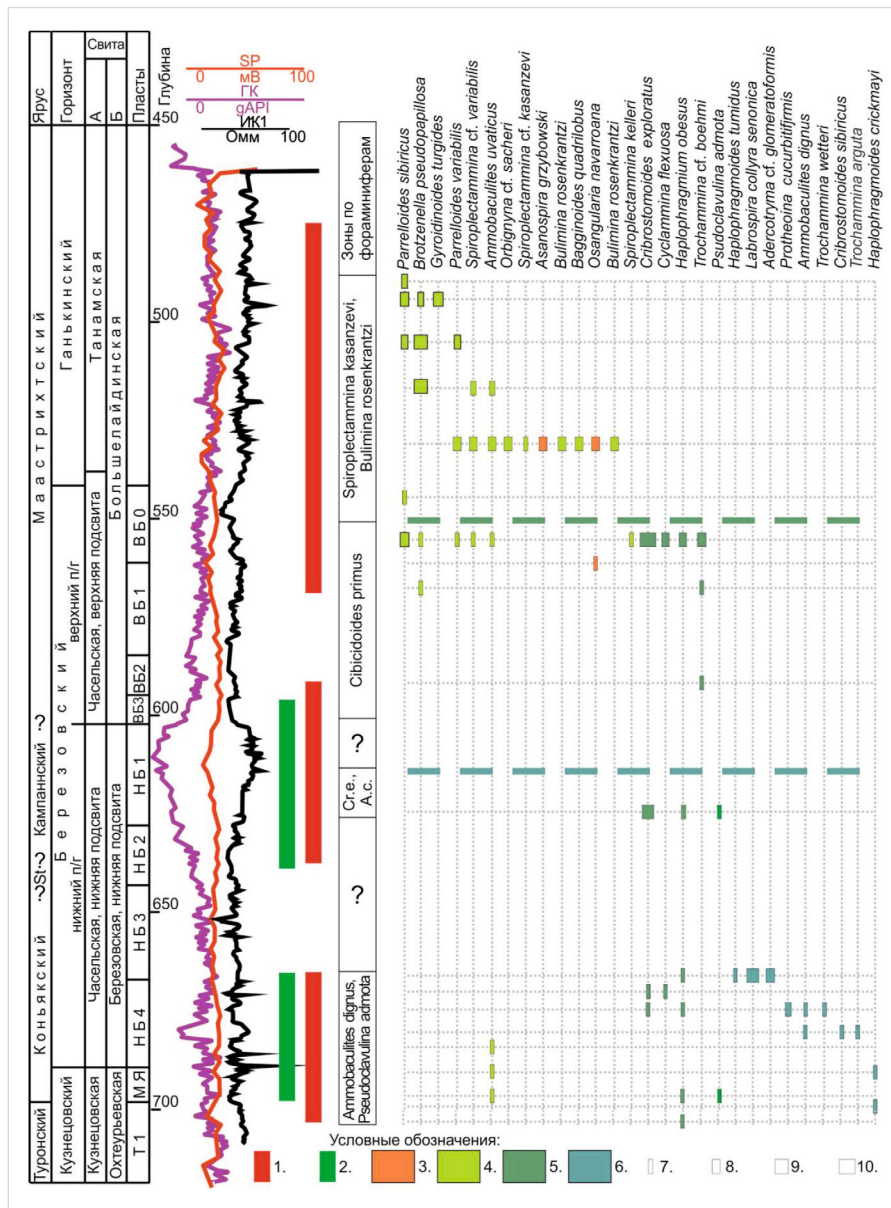 Ярус
Горизонт
Свита
А
Б
Пласты
Глубина
SP
0 мВ 100
ГК
0 gAPI
ИК1
Омм 100
450
500
550
600
650
700
Маастрихтский
Кампаннский ?
?St-?
Коньякский
Туронский
Ганькинский
Березовский
верхний п/г
нижний п/г
Кузнецовский
Танамская
Часельская, верхняя подсвита
Часельская, нижняя подсвита
Кузнецовская
Большелайдинская
Березовская, нижняя подсвита
Охтеурьевская
ВБ0
ВБ1
ВБ2
ВБ3
НБ1
НБ2
НБ3
НБ4
МЯ
Т1
Зоны по
фораминиферам
Spiroplectammina kasanzevi,
Bulimina rosenkrantzi
Cibicidoides primus
?
Cr.e.,
A.c.
?
Ammobaculites dignus,
Pseudoclavulina admota
Parrelloides sibiricus
Brotzenella pseudopapillosa
Gyroidinoides turgides
Parrelloides variabilis
Spiroplectammina cf. variabilis
Ammobaculites uvaticus
Orbignyna cf. sacheri
Spiroplectammina cf. kasanzevi
Asanospira grzybowski
Bulimina rosenkrantzi
Bagginoides quadrilobus
Osangularia navarroana
Bulimina rosenkrantzi
Spiroplectammina kelleri
Cribrostomoides exploratus
Cyclammina flexuosa
Haplophragmium obesus
Trochammina cf. boehmi
Psudoclavulina admota
Haplophragmoides tumidus
Labrospira collyra senonica
Adercotryma cf. glomeratoformis
Protheoina cucurbitifjrmis
Ammobaculites dignus
Trochammina wetteri
Cribrostomoides sibiricus
Trochammina arguta
Haplophragmoides crickmayi
Условные обозначения:
1. 2. 3. 4. 5. 6. 7. 8. 9. 10.